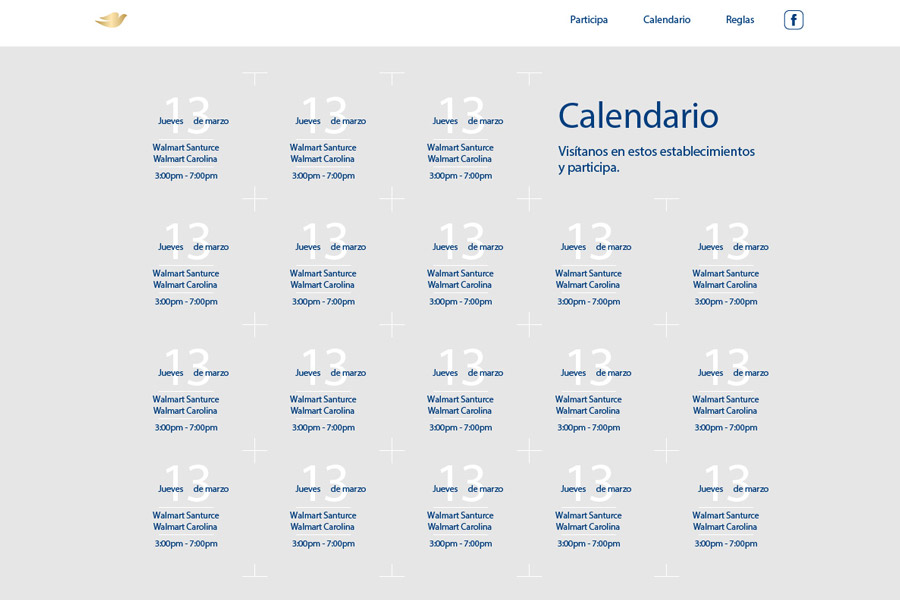 Participa Calendario Reglas
f
13 13 13
Jueves de marzo Jueves de marzo Jueves de marzo
Walmart Santurce Walmart Santurce Walmart Santurce
Walmart Carolina Walmart Carolina Walmart Carolina
3:00pm - 7:00pm 3:00pm - 7:00pm 3:00pm - 7:00pm
Calendario
Visítanos en estos establecimientos
y participa.
13 13 13 13 13
Jueves de marzo Jueves de marzo Jueves de marzo Jueves de marzo Jueves de marzo
Walmart Santurce Walmart Santurce Walmart Santurce Walmart Santurce Walmart Santurce
Walmart Carolina Walmart Carolina Walmart Carolina Walmart Carolina Walmart Carolina
3:00pm - 7:00pm 3:00pm - 7:00pm 3:00pm - 7:00pm 3:00pm - 7:00pm 3:00pm - 7:00pm
13 13 13 13 13
Jueves de marzo Jueves de marzo Jueves de marzo Jueves de marzo Jueves de marzo
Walmart Santurce Walmart Santurce Walmart Santurce Walmart Santurce Walmart Santurce
Walmart Carolina Walmart Carolina Walmart Carolina Walmart Carolina Walmart Carolina
3:00pm - 7:00pm 3:00pm - 7:00pm 3:00pm - 7:00pm 3:00pm - 7:00pm 3:00pm - 7:00pm
13 13 13 13 13
Jueves de marzo Jueves de marzo Jueves de marzo Jueves de marzo Jueves de marzo
Walmart Santurce Walmart Santurce Walmart Santurce Walmart Santurce Walmart Santurce
Walmart Carolina Walmart Carolina Walmart Carolina Walmart Carolina Walmart Carolina
3:00pm - 7:00pm 3:00pm - 7:00pm 3:00pm - 7:00pm 3:00pm - 7:00pm 3:00pm - 7:00pm